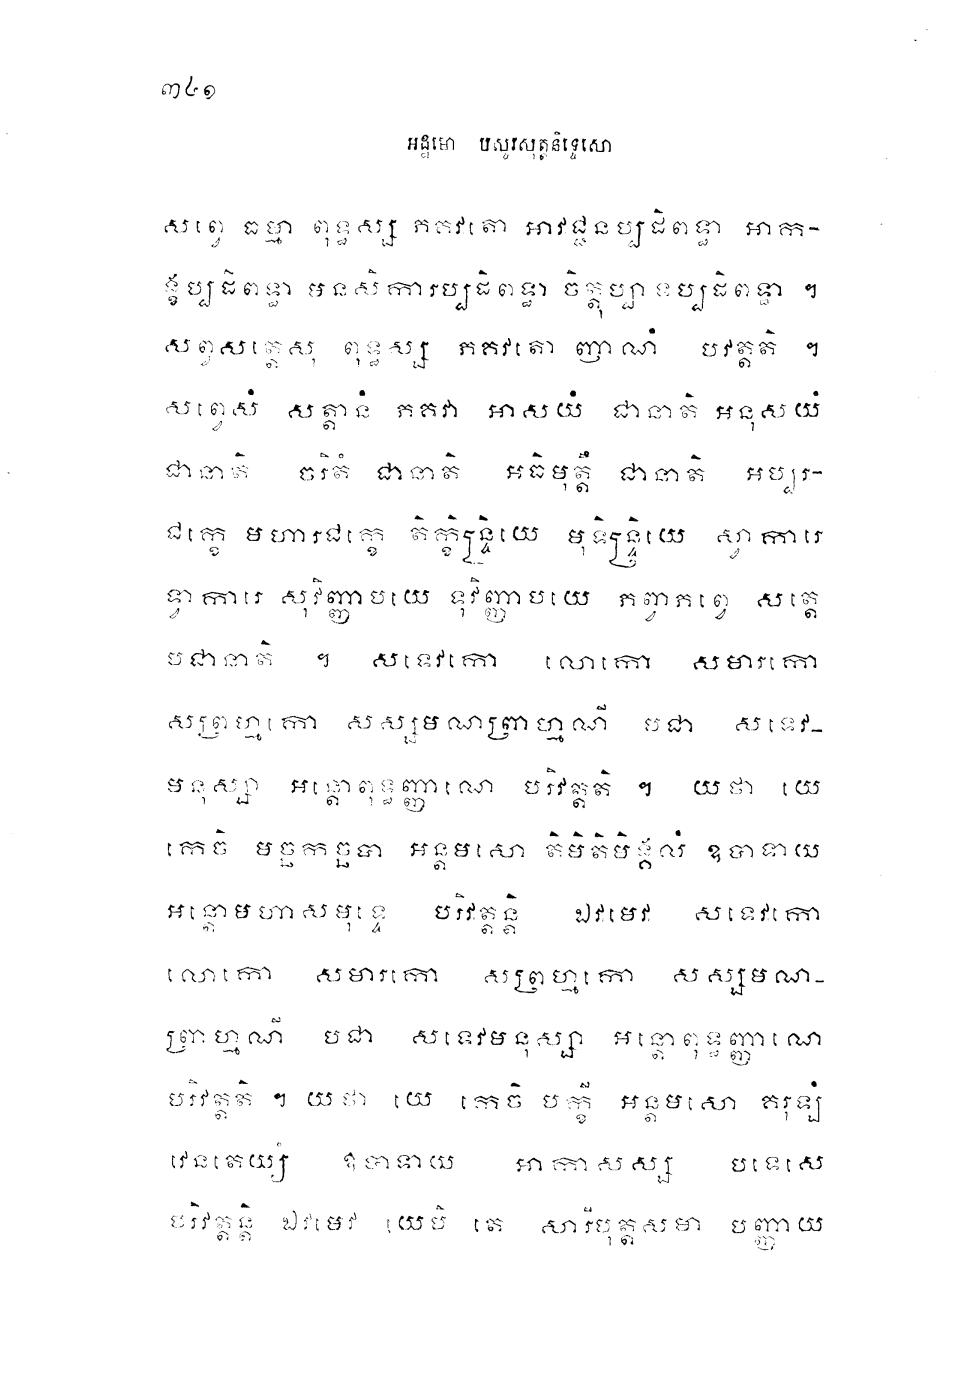 ៣៤១
អដ្ឋមោ បសូរសុត្តនិទ្ទេសោ
សព្វេ ធម្មា ពុទ្ធស្ស ភគវតោ អាវជ្ជនប្បដិពទ្ធា អាក-
ង្ខប្បដិពទ្ធា មនសិការប្បដិពទ្ធា ចិត្តុប្បាទប្បដិពទ្ធា ។
សព្វសត្តេសុ ពុទ្ធស្ស ភគវតោ ញាណំ បវត្តតិ ។
សព្វេសំ សត្តានំ ភគវា អាសយំ ជានាតិ អនុសយំ
ជានាតិ ចរិតំ ជានាតិ អធិមុត្តឹ ជានាតិ អប្បរ-
ជក្ខេ មហារជក្ខេ តិក្ខិន្ទ្រិយេ មុទិន្ទ្រិយេ ស្វាការេ
ទ្វាការេ សុវិញ្ញាបយេ ទុវិញ្ញាបយេ ភព្វាភព្វេ សត្តេ
បជានាតិ ។ សទេវកោ លោកោ សមារកោ
សព្រហ្មកោ សស្សមណព្រាហ្មណី បជា សទេវ-
មនុស្សា អន្តោពុទ្ធញ្ញាណេ បរិវត្តតិ ។ យថា យេ
កេចិ មច្ឆកច្ឆបា អន្តមសោ តិមិតិមិង្គលំ ឧបាទាយ
អន្តោមហាសមុទ្ទេ បរិវត្តន្តិ ឯវមេវ សទេវកោ
លោកោ សមារកោ សព្រហ្មកោ សស្សមណ-
ព្រាហ្មណី បជា សទេវមនុស្សា អន្តោពុទ្ធញ្ញាណេ
បរិវត្តតិ ។ យថា យេ កេចិ បក្ខី អន្តមសោ គរុឡំ
វេនតេយ្យំ ឧបាទាយ អាកាសស្ស បទេសេ
បរិវត្តន្តិ ឯវមេវ យេបិ តេ សារីបុត្តសមា បញ្ញាយ